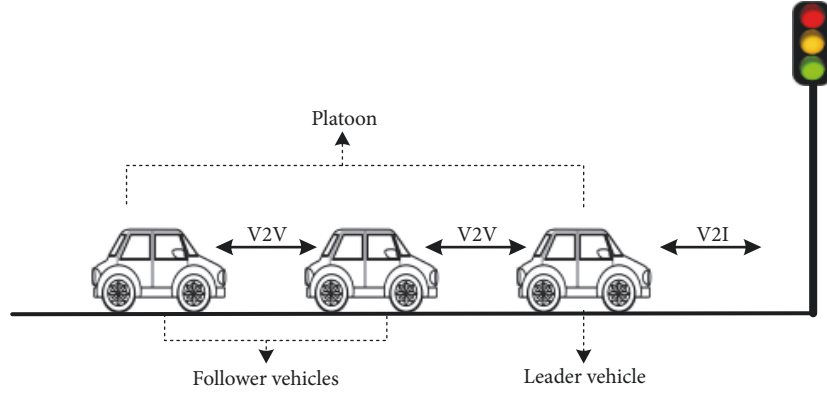 Platoon
V2V
V2V
V2I
Follower vehicles
Leader vehicle